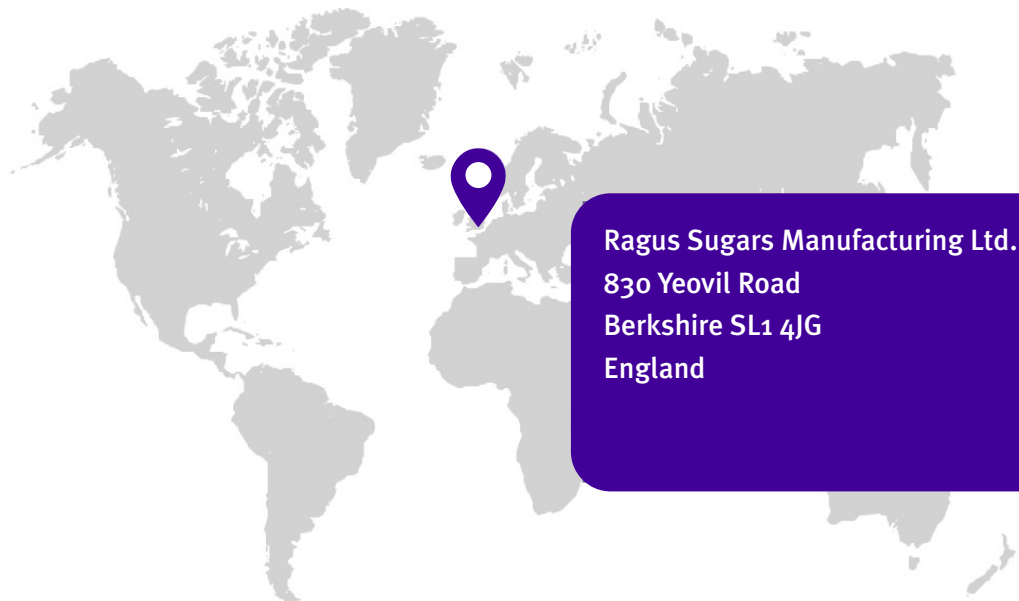 Ragus Sugars Manufacturing Ltd.
830 Yeovil Road
Berkshire SL1 4JG
England